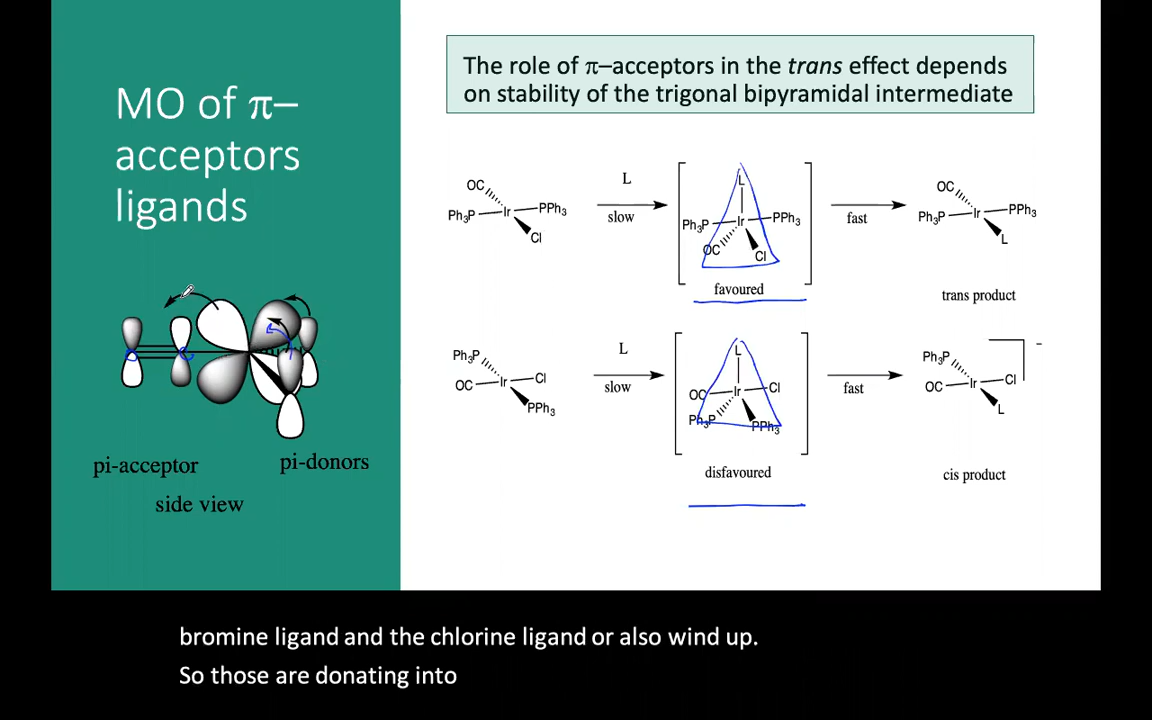 MO of π–
acceptors
ligands
pi-acceptor
pi-donors
side view
The role of π–acceptors in the trans effect depends
on stability of the trigonal bipyramidal intermediate
OC
Ph3P
Ir
PPh3
Cl
L
slow
L
Ph3P
Ir
PPh3
OC
Cl
favoured
fast
OC
Ph3P
Ir
PPh3
L
trans product
Ph3P
OC
Ir
Cl
PPh3
L
slow
L
OC
Ir
Cl
Ph3P
PPh3
disfavoured
fast
Ph3P
OC
Ir
Cl
L
–
cis product
bromine ligand and the chlorine ligand or also wind up.
So those are donating into